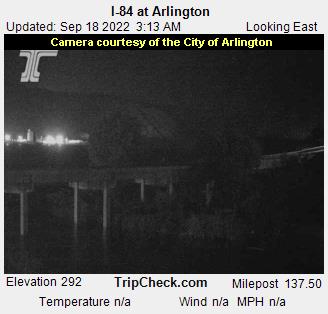 I-84 at Arlington
Updated: Sep 18 2022 3:13 AM Looking East
Camera courtesy of the City of Arlington
Elevation 292 TripCheck.com Milepost 137.50
Temperature n/a Wind n/a MPH n/a